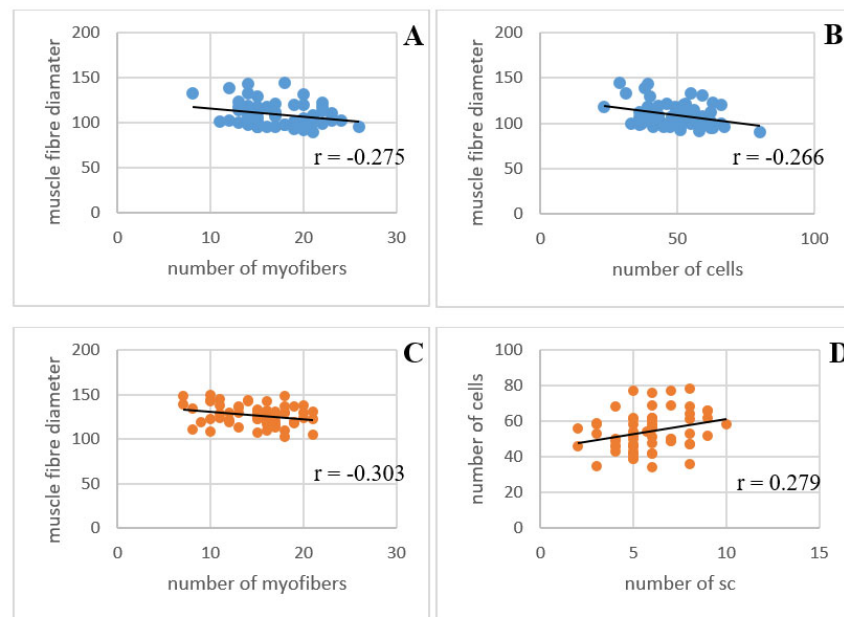 A
muscle fibre diamater
200
150
100
50
0
0 10 20 30
number of myofibers
r = -0.275
B
muscle fibre diameter
200
150
100
50
0
0 50 100
number of cells
r = -0.266
C
muscle fibre diameter
200
150
100
50
0
0 10 20 30
number of myofibers
r = -0.303
D
number of cells
100
80
60
40
20
0
0 5 10 15
number of sc
r = 0.279